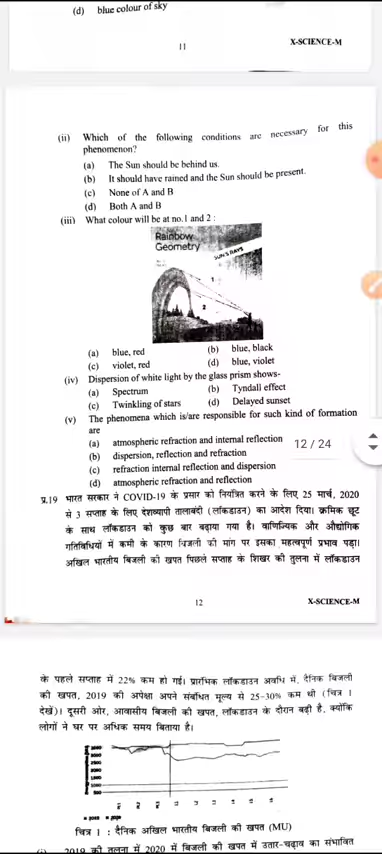 (d) blue colour of sky
11
X-SCIENCE-M
(ii) Which of the following conditions are necessary for this
phenomenon?
(a) The Sun should be behind us.
(b) It should have rained and the Sun should be present.
(c) None of A and B
(d) Both A and B
(iii) What colour will be at no.1 and 2 :
Rainbow
Geometry
SUN'S RAYS
1
2
(a) blue, red (b) blue, black
(c) violet, red (d) blue, violet
(iv) Dispersion of white light by the glass prism shows-
(a) Spectrum (b) Tyndall effect
(c) Twinkling of stars (d) Delayed sunset
(v) The phenomena which is/are responsible for such kind of formation
are
(a) atmospheric refraction and internal reflection
12 / 24
(b) dispersion, reflection and refraction
(c) refraction internal reflection and dispersion
(d) atmospheric refraction and reflection
प्र.19 भारत सरकार ने COVID-19 के प्रसार को नियंत्रित करने के लिए 25 मार्च, 2020
से 3 सप्ताह के लिए देशव्यापी तालाबंदी (लॉकडाउन) का आदेश दिया। क्रमिक छूट
के साथ लॉकडाउन को कुछ बार बढ़ाया गया है। वाणिज्यिक और औद्योगिक
गतिविधियों में कमी के कारण बिजली की मांग पर इसका महत्वपूर्ण प्रभाव पड़ा।
अखिल भारतीय बिजली की खपत पिछले सप्ताह के शिखर की तुलना में लॉकडाउन
12
X-SCIENCE-M
के पहले सप्ताह में 22% कम हो गई। प्रारंभिक लॉकडाउन अवधि में, दैनिक बिजली
की खपत, 2019 की अपेक्षा अपने संबंधित मूल्य से 25-30% कम थी (चित्र 1
देखें)। दूसरी ओर, आवासीय बिजली की खपत, लॉकडाउन के दौरान बढ़ी है, क्योंकि
लोगों ने घर पर अधिक समय बिताया है।
3500
3000
2500
2000
1500
1000
500
2019 2020
चित्र 1 : दैनिक अखिल भारतीय बिजली की खपत (MU)
(i) 2019 की तुलना में 2020 में बिजली की खपत में उतार-चढ़ाव का संभावित